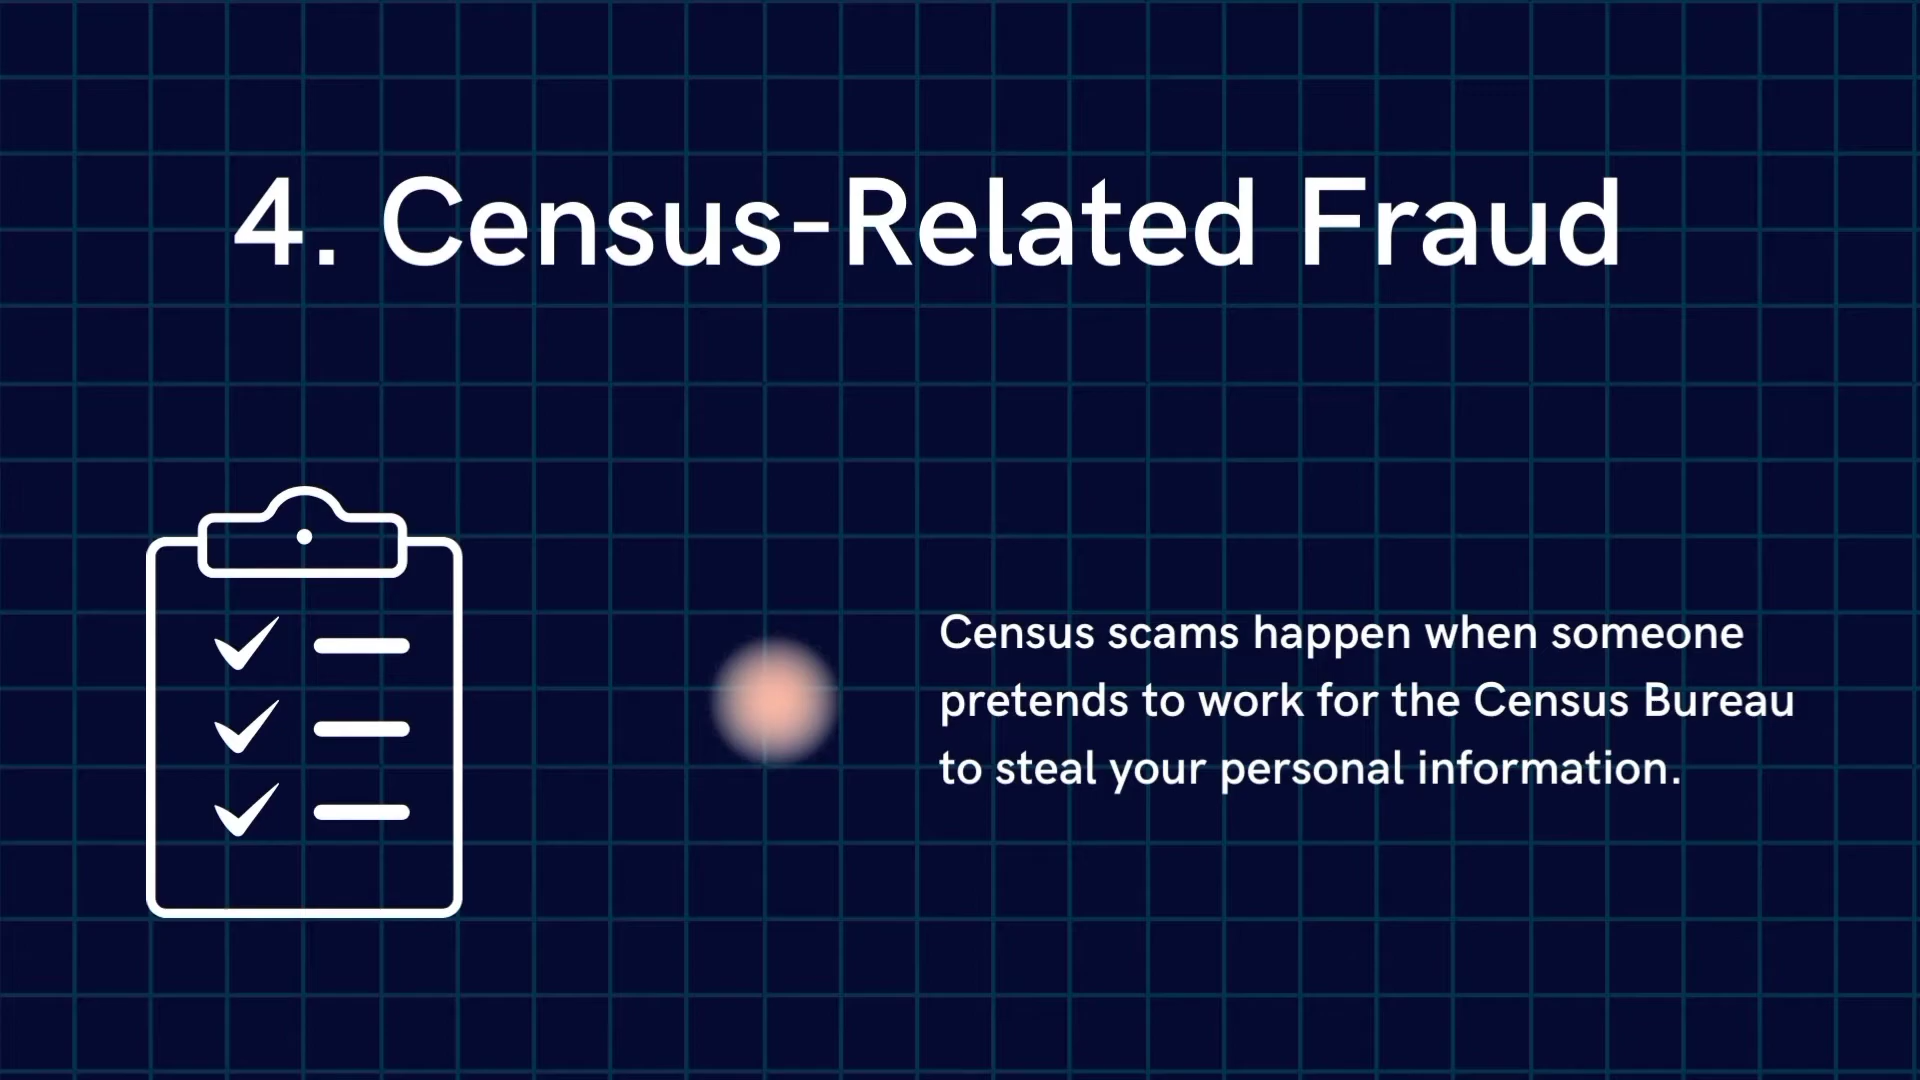 4. Census-Related Fraud
Census scams happen when someone
pretends to work for the Census Bureau
to steal your personal information.